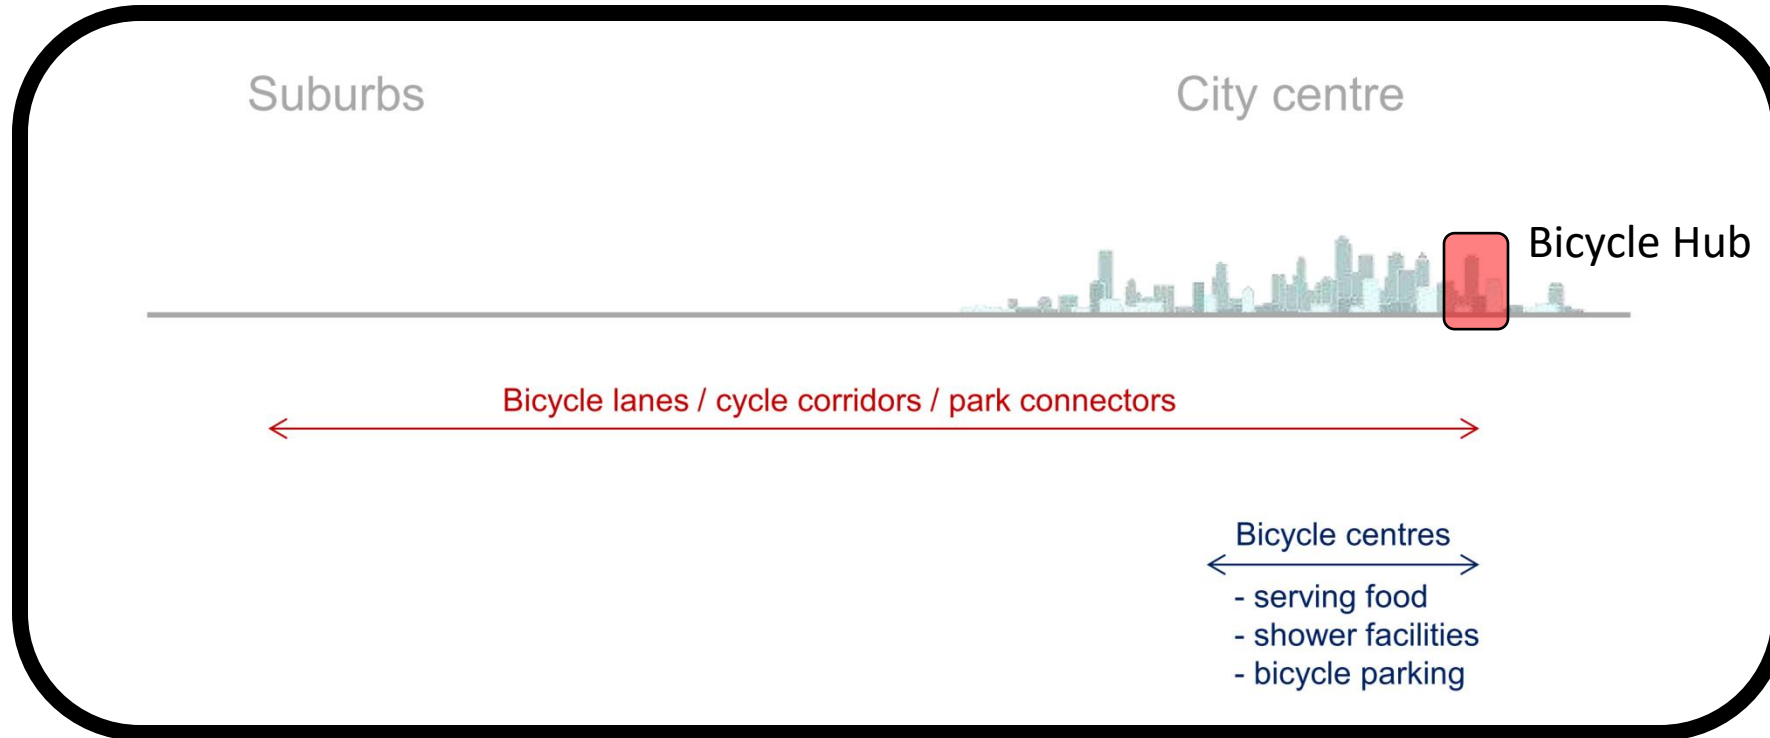 Suburbs
City centre
Bicycle Hub
Bicycle lanes / cycle corridors / park connectors
Bicycle centres
- serving food
- shower facilities
- bicycle parking